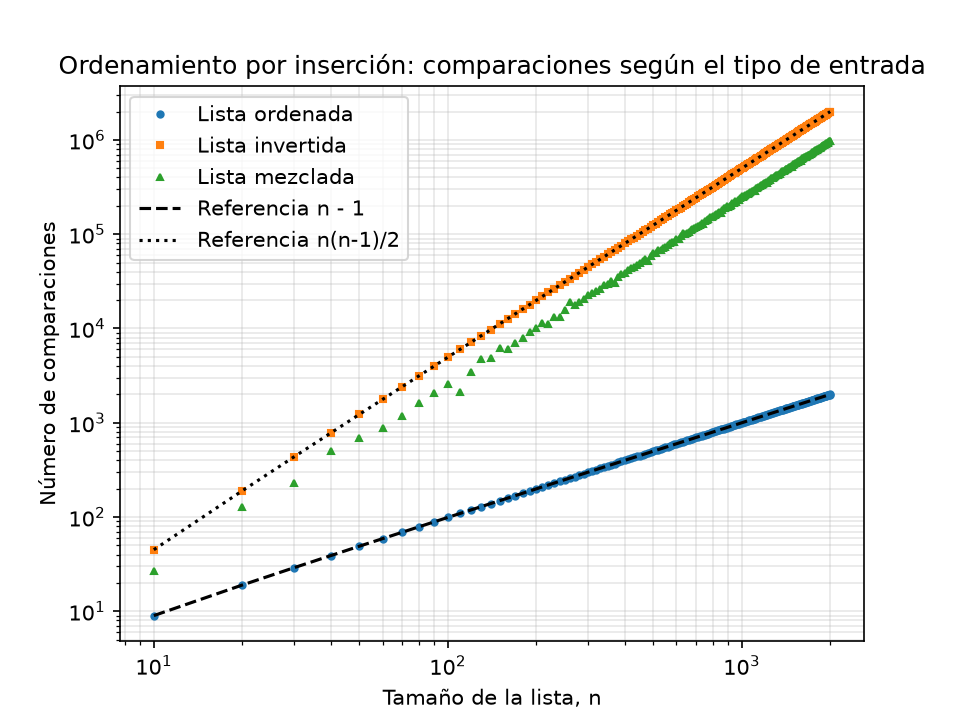 Ordenamiento por inserción: comparaciones según el tipo de entrada
Lista ordenada
Lista invertida
Lista mezclada
Referencia n - 1
Referencia n(n-1)/2
Número de comparaciones
10^6
10^5
10^4
10^3
10^2
10^1
10^1 10^2 10^3
Tamaño de la lista, n